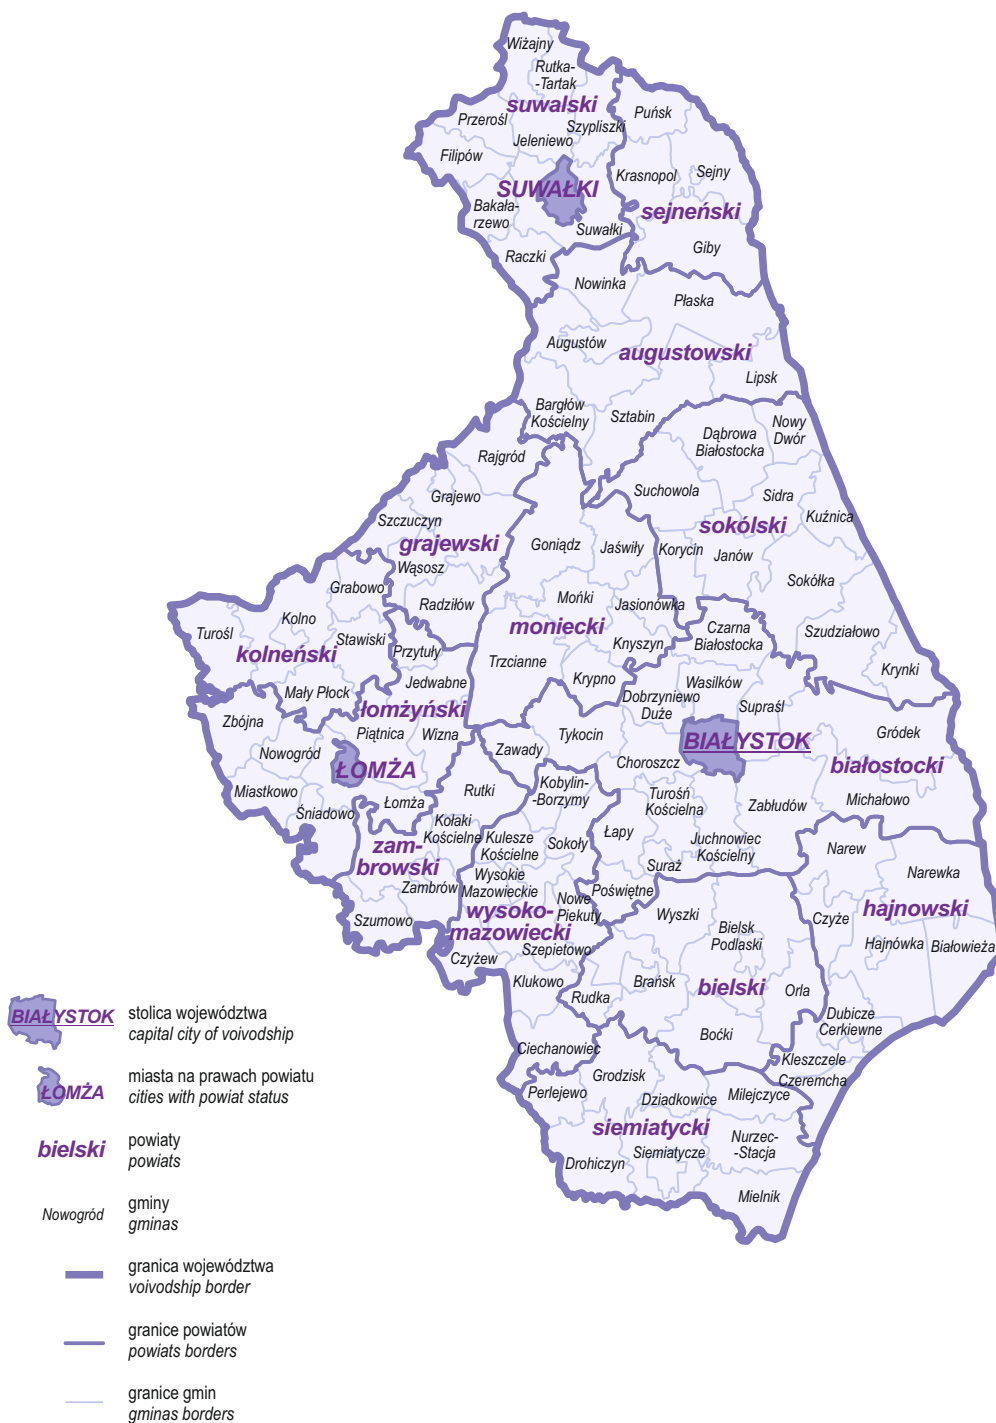 Wiżajny
Rutka-
-Tartak
suwalski
Przerośl
Szypliszki
Puńsk
Jeleniewo
Filipów
Krasnopol
Sejny
SUWAŁKI
Bakała-
rzewo
sejneński
Suwałki
Raczki
Giby
Nowinka
Płaska
Augustów
augustowski
Lipsk
Bargłów
Kościelny
Sztabin
Nowy
Dwór
Dąbrowa
Białostocka
Rajgród
Grajewo
Suchowola
Sidra
Szczuczyn
Kuźnica
sokólski
grajewski
Goniądz
Jaświły
Korycin
Janów
Wąsosz
Sokółka
Grabowo
Radziłów
Mońki
Jasionówka
Kolno
Turośl
Stawiski
moniecki
Czarna
Białostocka
Szudziałowo
kolneński
Przytuły
Knyszyn
Trzcianne
Krynki
Mały Płock
Jedwabne
Krypno
Wasilków
Dobrzyniewo
Duże
Supraśl
łomżyński
Zbójna
Piątnica
Wizna
Tykocin
Gródek
Nowogród
Zawady
BIAŁYSTOK
białostocki
ŁOMŻA
Choroszcz
Miastkowo
Rutki
Kobylin-
-Borzymy
Turośń
Kościelna
Michałowo
Śniadowo
Łomża
Zabłudów
Kołaki
Kościelne
Kulesze
Kościelne
Sokoły
Łapy
Juchnowiec
Kościelny
Narew
zam-
browski
Suraż
Narewka
Wysokie
Mazowieckie
Zambrów
Poświętne
Nowe
Piekuty
wysoko-
mazowiecki
Szumowo
Wyszki
Bielsk
Podlaski
Czyże
hajnowski
Hajnówka
Białowieża
Szepietowo
Czyżew
Klukowo
Rudka
Brańsk
bielski
Orla
Dubicze
Cerkiewne
Boćki
Ciechanowiec
Kleszczele
Czeremcha
Grodzisk
Perlejewo
Dziadkowice
Milejczyce
siemiatycki
Nurzec-
-Stacja
Siemiatycze
Drohiczyn
Mielnik
BIAŁYSTOK
stolica województwa
capital city of voivodship
ŁOMŻA
miasta na prawach powiatu
cities with powiat status
bielski
powiaty
powiats
Nowogród
gminy
gminas
granica województwa
voivodship border
granice powiatów
powiats borders
granice gmin
gminas borders